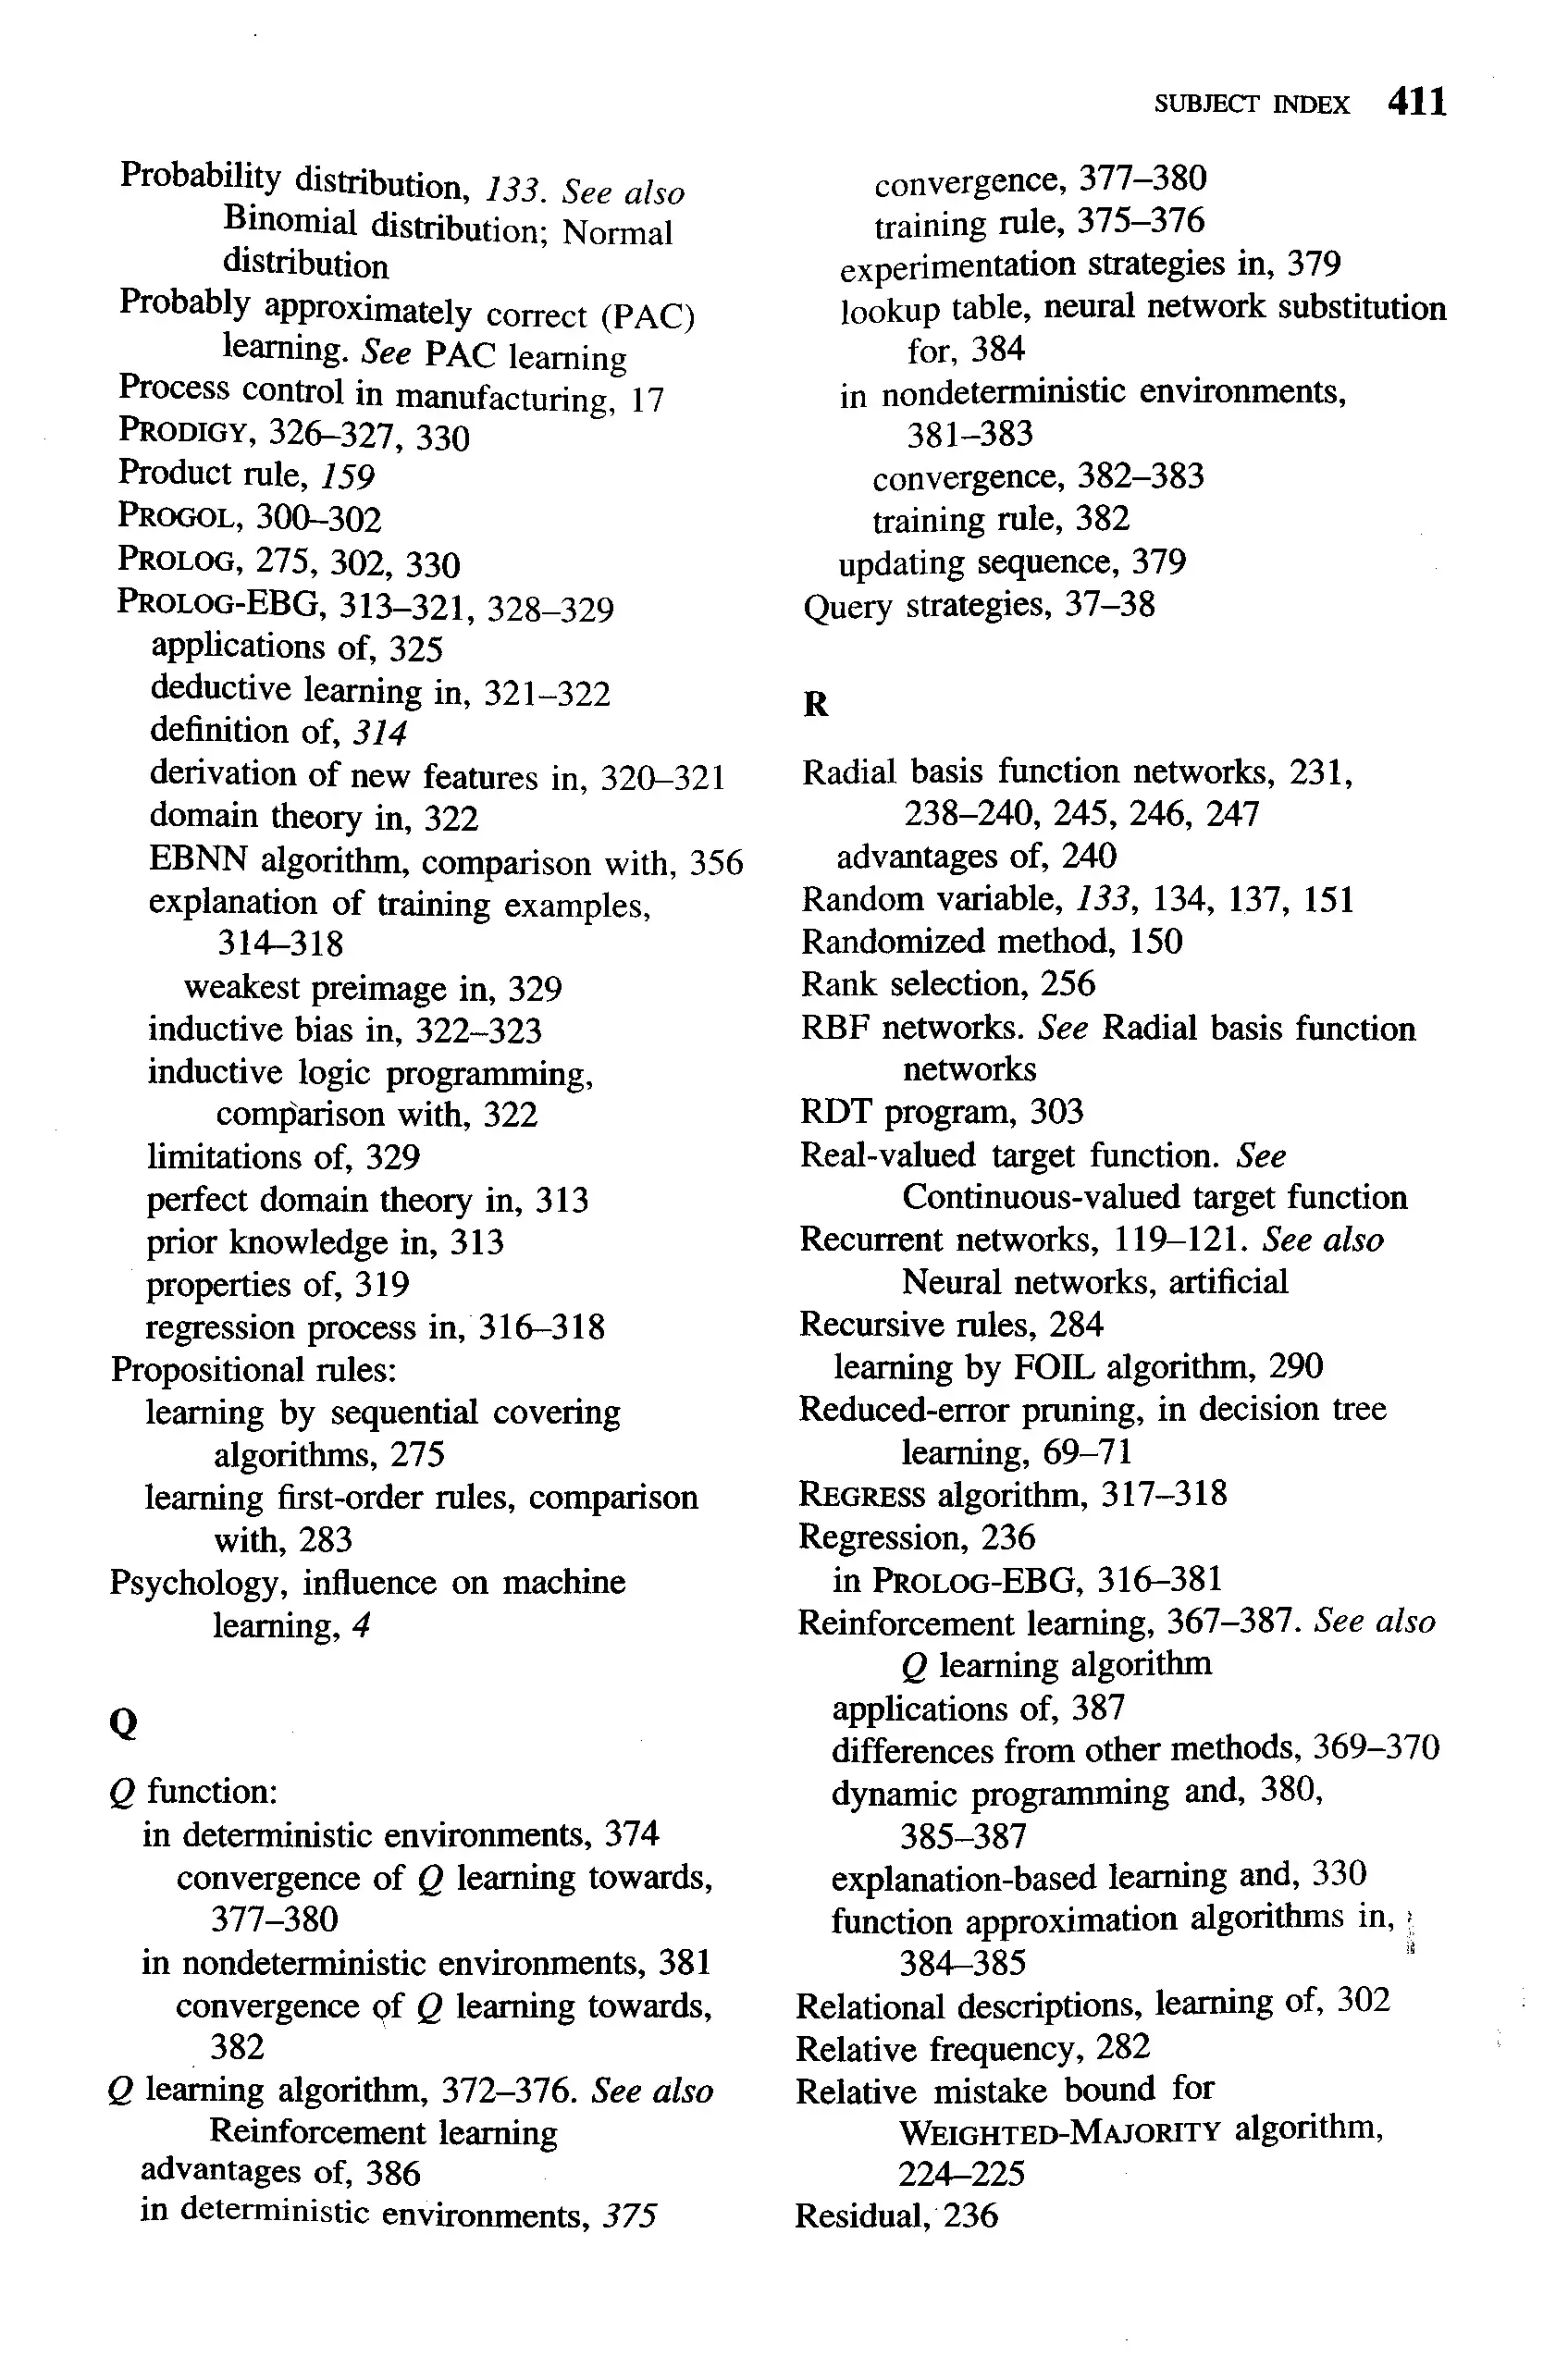 SUBJECT INDEX 411
Probability distribution, 133. See also
Binomial distribution; Normal
distribution
Probably approximately correct (PAC)
learning. See PAC learning
Process control in manufacturing, 17
PRODIGY, 326–327, 330
Product rule, 159
PROGOL, 300–302
PROLOG, 275, 302, 330
PROLOG-EBG, 313–321, 328–329
applications of, 325
deductive learning in, 321–322
definition of, 314
derivation of new features in, 320–321
domain theory in, 322
EBNN algorithm, comparison with, 356
explanation of training examples,
314–318
weakest preimage in, 329
inductive bias in, 322–323
inductive logic programming,
comparison with, 322
limitations of, 329
perfect domain theory in, 313
prior knowledge in, 313
properties of, 319
regression process in, 316–318
Propositional rules:
learning by sequential covering
algorithms, 275
learning first-order rules, comparison
with, 283
Psychology, influence on machine
learning, 4
Q
Q function:
in deterministic environments, 374
convergence of Q learning towards,
377–380
in nondeterministic environments, 381
convergence of Q learning towards,
382
Q learning algorithm, 372–376. See also
Reinforcement learning
advantages of, 386
in deterministic environments, 375
convergence, 377–380
training rule, 375–376
experimentation strategies in, 379
lookup table, neural network substitution
for, 384
in nondeterministic environments,
381–383
convergence, 382–383
training rule, 382
updating sequence, 379
Query strategies, 37–38
R
Radial basis function networks, 231,
238–240, 245, 246, 247
advantages of, 240
Random variable, 133, 134, 137, 151
Randomized method, 150
Rank selection, 256
RBF networks. See Radial basis function
networks
RDT program, 303
Real-valued target function. See
Continuous-valued target function
Recurrent networks, 119–121. See also
Neural networks, artificial
Recursive rules, 284
learning by FOIL algorithm, 290
Reduced-error pruning, in decision tree
learning, 69–71
REGRESS algorithm, 317–318
Regression, 236
in PROLOG-EBG, 316–381
Reinforcement learning, 367–387. See also
Q learning algorithm
applications of, 387
differences from other methods, 369–370
dynamic programming and, 380,
385–387
explanation-based learning and, 330
function approximation algorithms in,
384–385
Relational descriptions, learning of, 302
Relative frequency, 282
Relative mistake bound for
WEIGHTED-MAJORITY algorithm,
224–225
Residual, 236